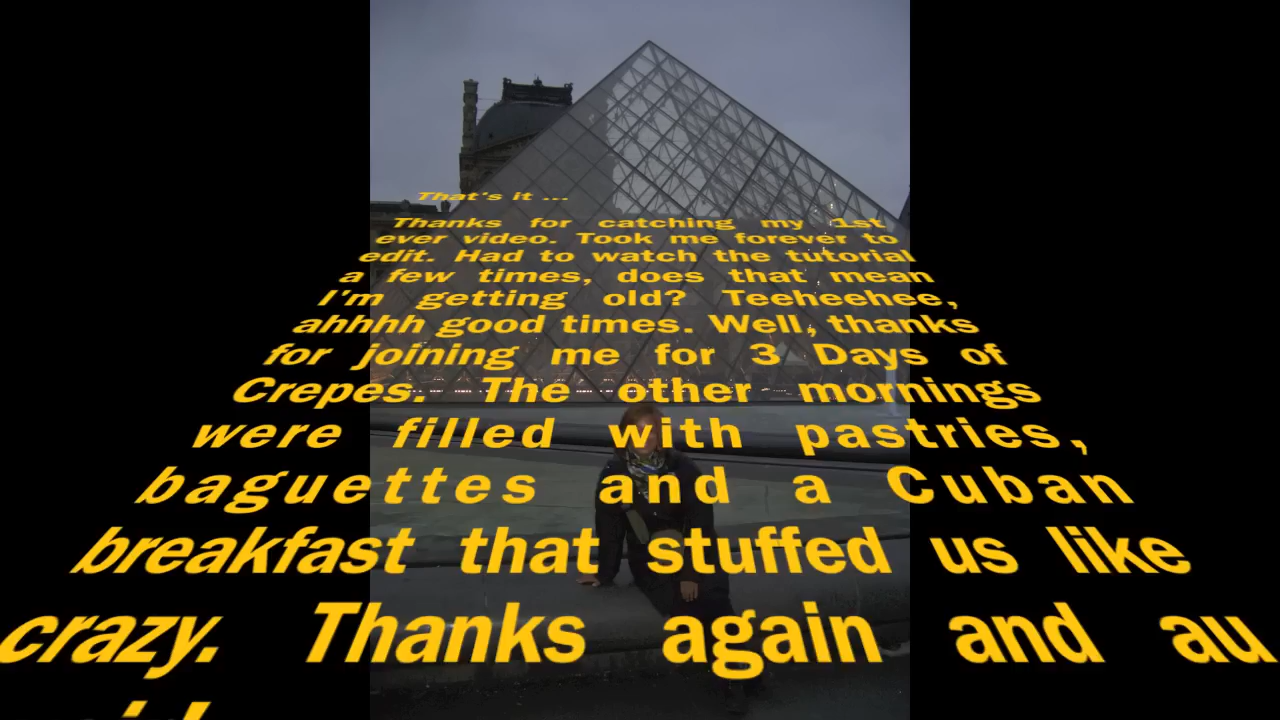 That's it ...
Thanks for catching my 1st
ever video. Took me forever to
edit. Had to watch the tutorial
a few times, does that mean
I'm getting old? Teeheehee,
ahhhh good times. Well, thanks
for joining me for 3 Days of
Crepes. The other mornings
were filled with pastries,
baguettes and a Cuban
breakfast that stuffed us like
crazy. Thanks again and au